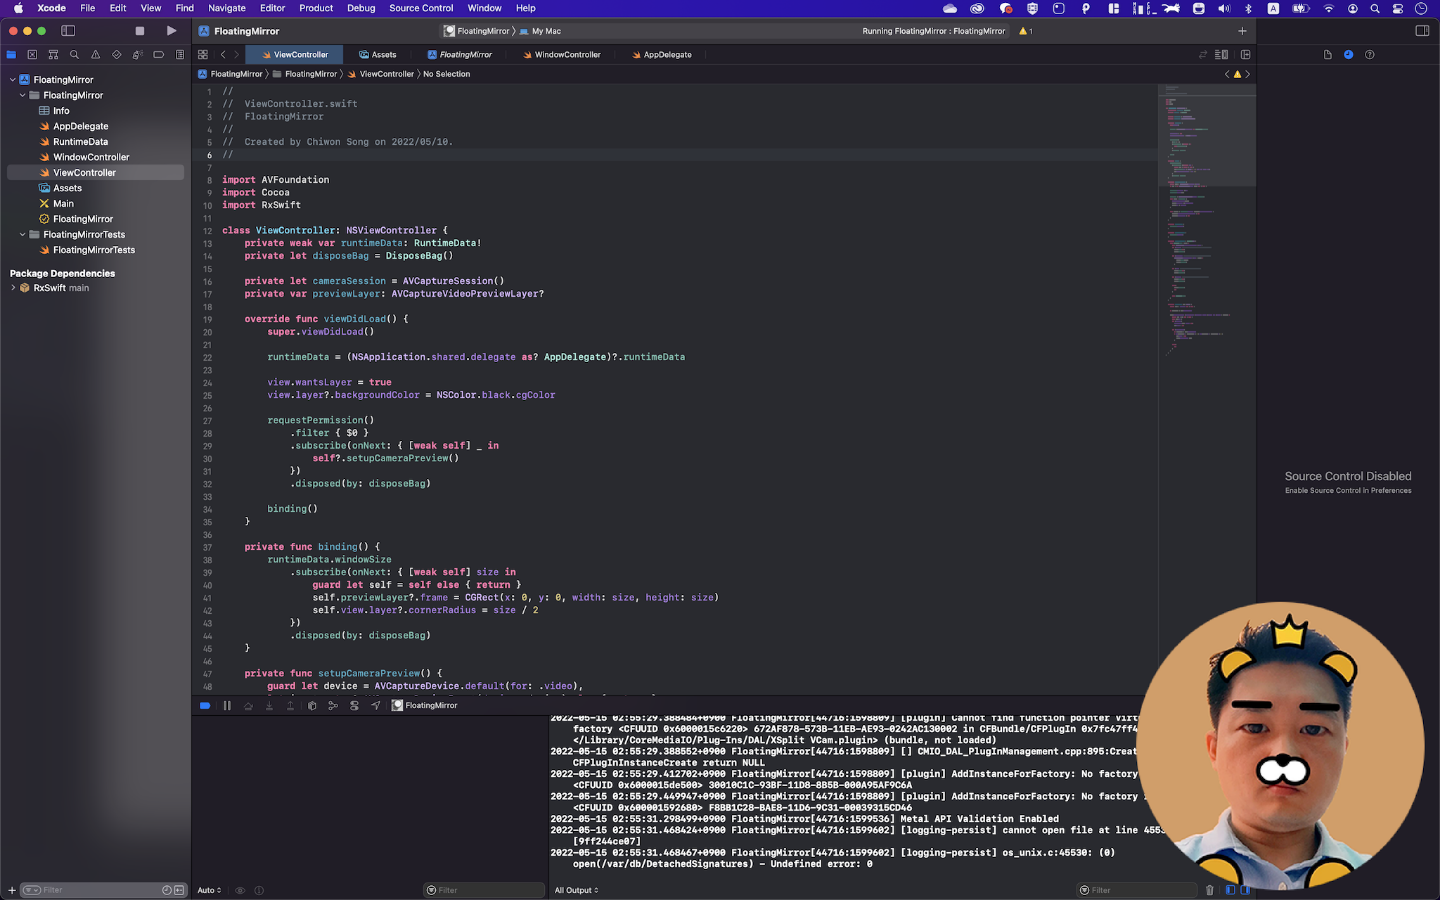 Xcode File Edit View Find Navigate Editor Product Debug Source Control Window Help
FloatingMirror
FloatingMirror 〉 My Mac
Running FloatingMirror : FloatingMirror
1
ViewController
Assets
FloatingMirror
WindowController
AppDelegate
FloatingMirror 〉 FloatingMirror 〉 ViewController 〉 No Selection
FloatingMirror
FloatingMirror
Info
AppDelegate
RuntimeData
WindowController
ViewController
Assets
Main
FloatingMirror
FloatingMirrorTests
FloatingMirrorTests
Package Dependencies
RxSwift main
Filter
1 //
2 // ViewController.swift
3 // FloatingMirror
4 //
5 // Created by Chiwon Song on 2022/05/10.
6 //
7
8 import AVFoundation
9 import Cocoa
10 import RxSwift
11
12 class ViewController: NSViewController {
13 private weak var runtimeData: RuntimeData!
14 private let disposeBag = DisposeBag()
15
16 private let cameraSession = AVCaptureSession()
17 private var previewLayer: AVCaptureVideoPreviewLayer?
18
19 override func viewDidLoad() {
20 super.viewDidLoad()
21
22 runtimeData = (NSApplication.shared.delegate as? AppDelegate)?.runtimeData
23
24 view.wantsLayer = true
25 view.layer?.backgroundColor = NSColor.black.cgColor
26
27 requestPermission()
28 .filter { $0 }
29 .subscribe(onNext: { [weak self] _ in
30 self?.setupCameraPreview()
31 })
32 .disposed(by: disposeBag)
33
34 binding()
35 }
36
37 private func binding() {
38 runtimeData.windowSize
39 .subscribe(onNext: { [weak self] size in
40 guard let self = self else { return }
41 self.previewLayer?.frame = CGRect(x: 0, y: 0, width: size, height: size)
42 self.view.layer?.cornerRadius = size / 2
43 })
44 .disposed(by: disposeBag)
45 }
46
47 private func setupCameraPreview() {
48 guard let device = AVCaptureDevice.default(for: .video),
Source Control Disabled
Enable Source Control in Preferences
FloatingMirror
2022-05-15 02:55:29.388484+0900 FloatingMirror[44716:1598809] [plugin] Cannot find function pointer
factory <CFUUID 0x6000015c6220> 672AF878-573B-11EB-AE93-0242AC130002 in CFBundle/CFPlugIn
</Library/CoreMediaIO/Plug-Ins/DAL/XSplit VCam.plugin> (bundle, not loaded)
2022-05-15 02:55:29.388552+0900 FloatingMirror[44716:1598809] [] CMIO_DAL_PlugInManagement.cpp:895:Creat
CFPlugInInstanceCreate return NULL
2022-05-15 02:55:29.412702+0900 FloatingMirror[44716:1598809] [plugin] AddInstanceForFactory: No factory
<CFUUID 0x6000015de500> 30010C1C-93BF-11D8-8B5B-000A95AF9C6A
2022-05-15 02:55:29.449947+0900 FloatingMirror[44716:1598809] [plugin] AddInstanceForFactory: No factory
<CFUUID 0x600001592680> F8BB1C28-BAE8-11D6-9C31-00039315CD46
2022-05-15 02:55:31.298499+0900 FloatingMirror[44716:1599536] Metal API Validation Enabled
2022-05-15 02:55:31.468424+0900 FloatingMirror[44716:1599602] [logging-persist] cannot open file at line
[9ff244ce07]
2022-05-15 02:55:31.468467+0900 FloatingMirror[44716:1599602] [logging-persist] os_unix.c:45530: (0)
open(/var/db/DetachedSignatures) - Undefined error: 0
Auto
Filter
All Output
Filter